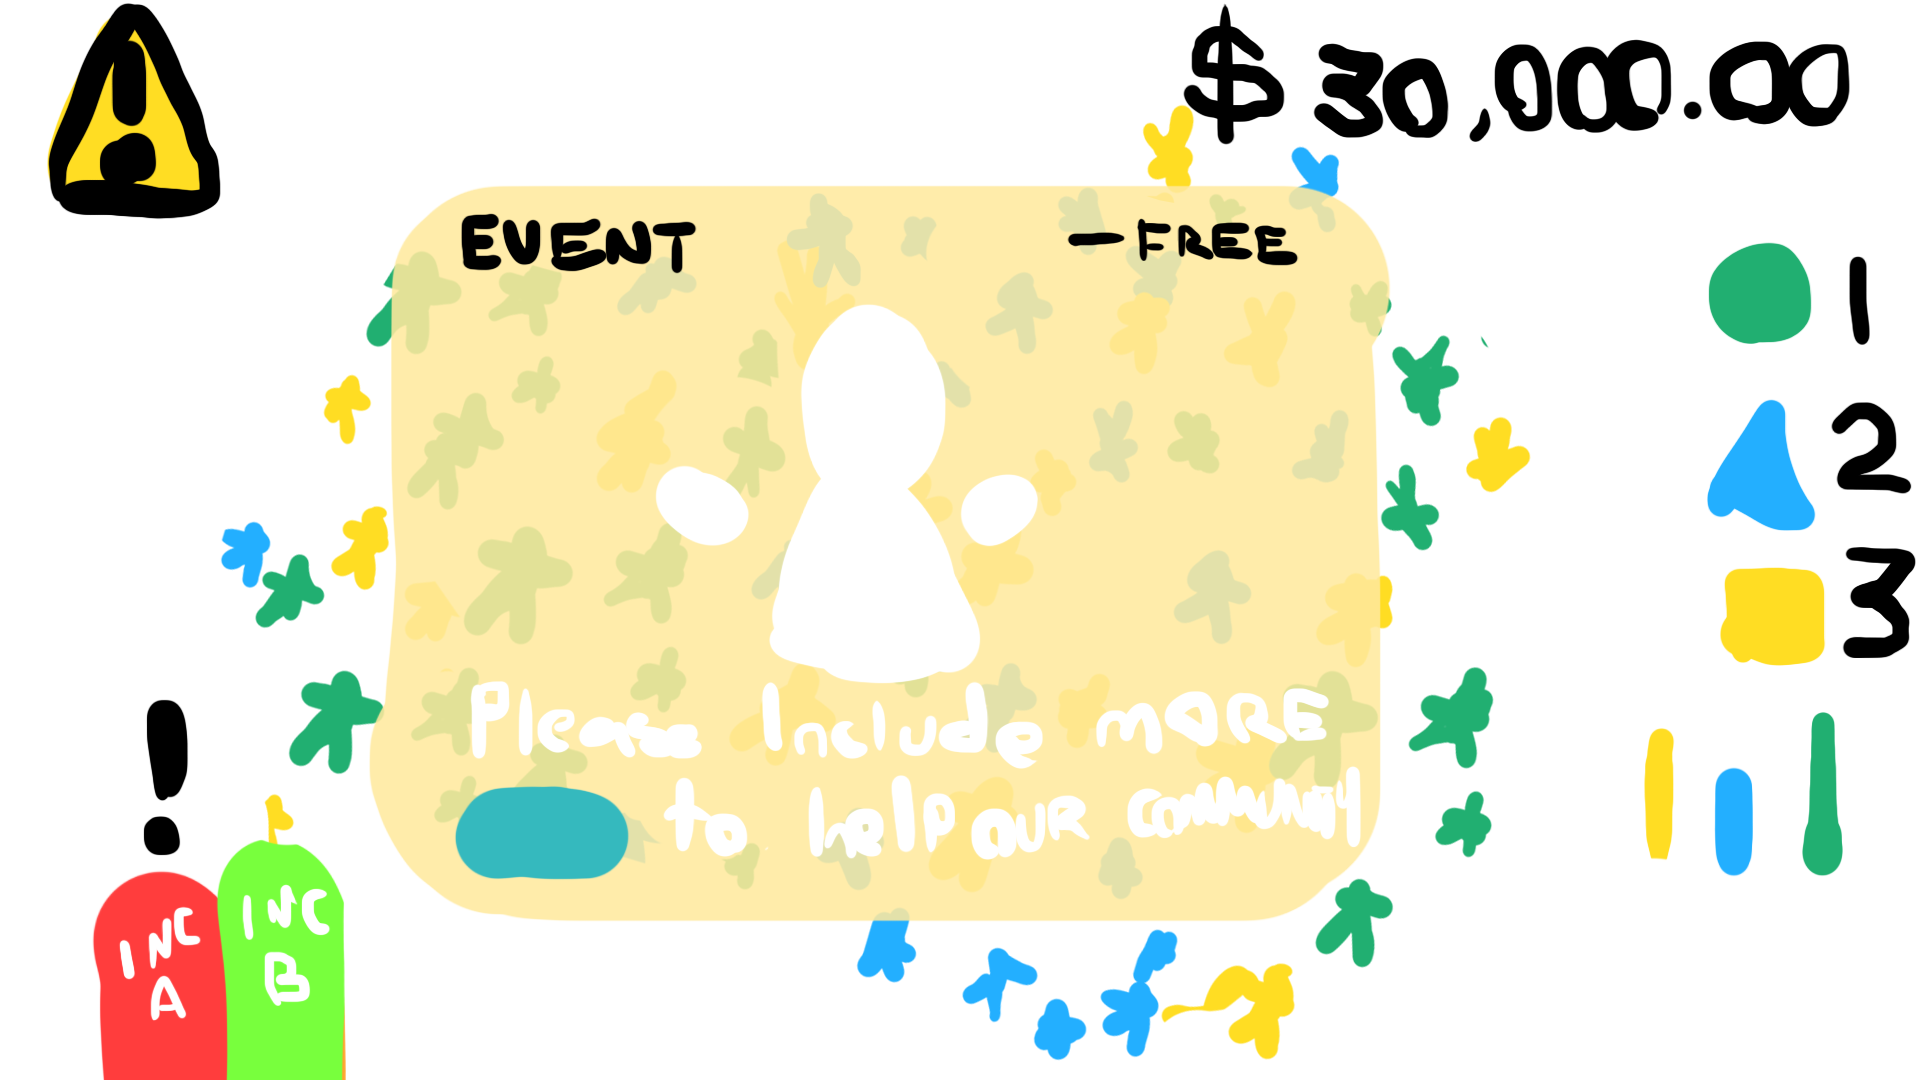 $30,000.00
EVENT
-FREE
1
2
3
Please Include MORE
to help our community
!
INC
A
INC
B